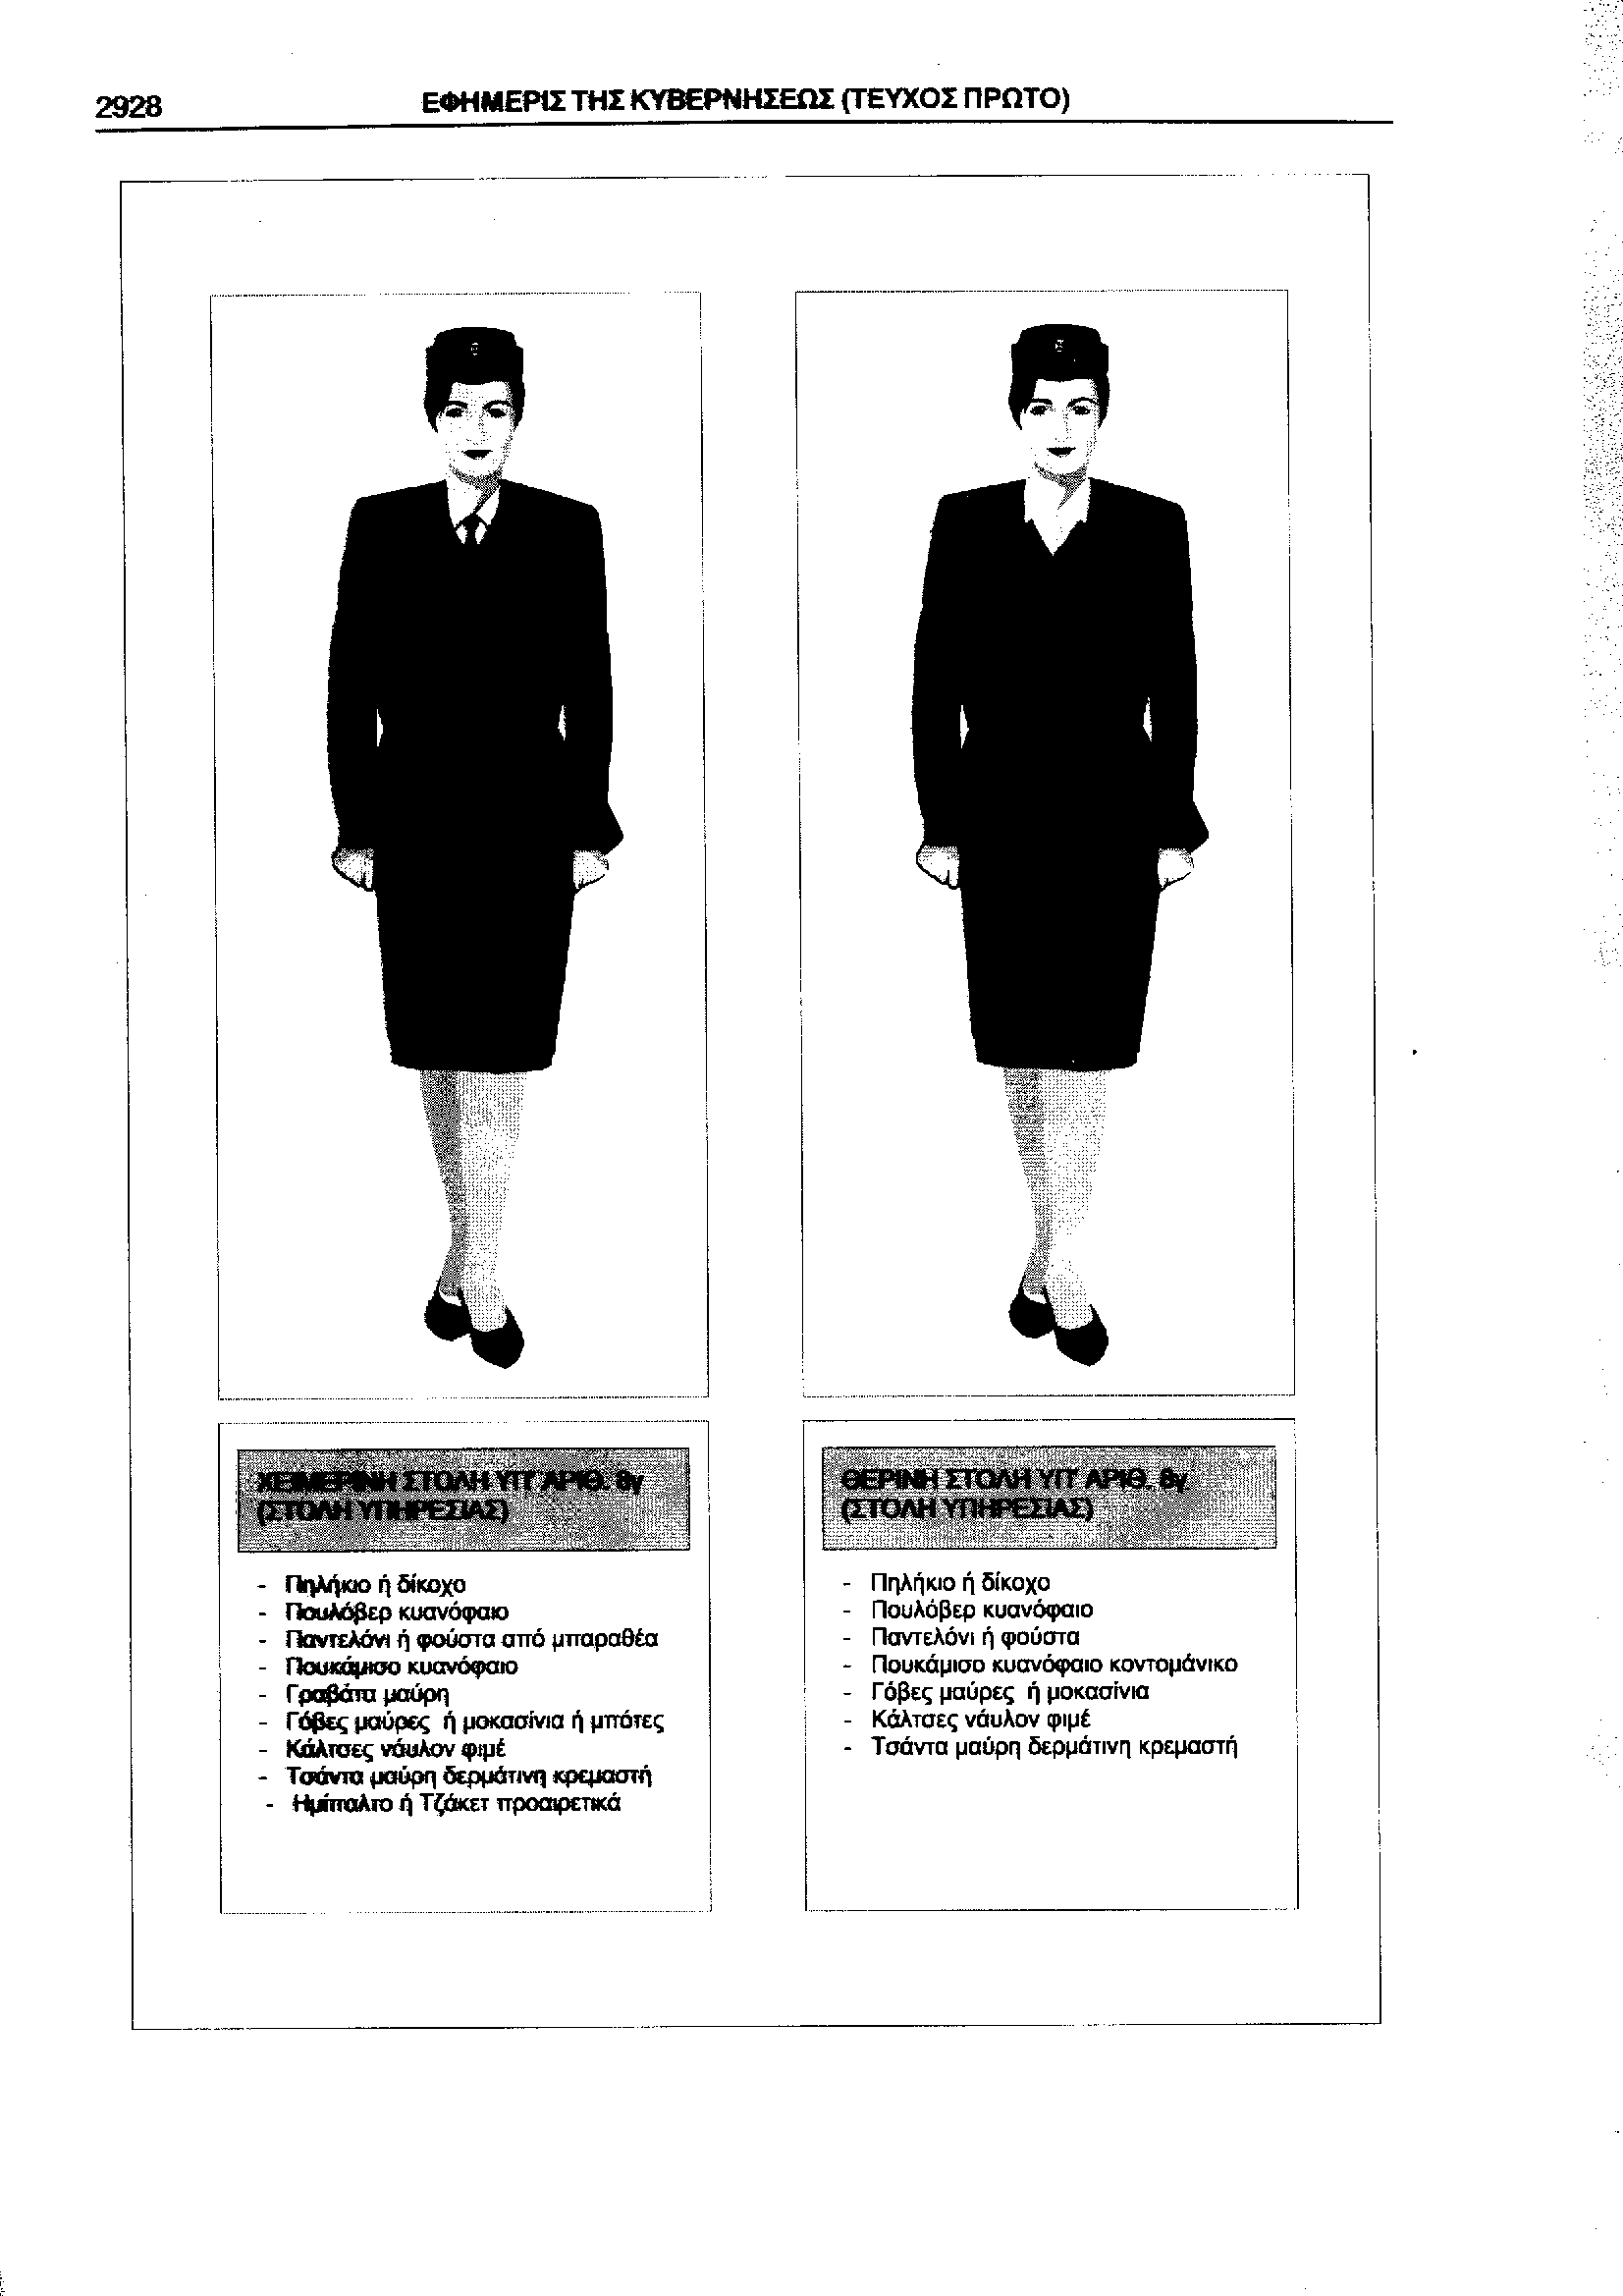 2928
ΕΦΗΜΕΡΙΣ ΤΗΣ ΚΥΒΕΡΝΗΣΕΩΣ (ΤΕΥΧΟΣ ΠΡΩΤΟ)
ΧΕΙΜΕΡΙΝΗ ΣΤΟΛΗ ΥΠ' ΑΡΙΘ. 8γ
(ΣΤΟΛΗ ΥΠΗΡΕΣΙΑΣ)
- Πηλήκιο ή δίκοχο
- Πουλόβερ κυανόφαιο
- Παντελόνι ή φούστα από μπαραθέα
- Πουκάμισο κυανόφαιο
- Γραβάτα μαύρη
- Γόβες μαύρες ή μοκασίνια ή μπότες
- Κάλτσες νάυλον φιμέ
- Τσάντα μαύρη δερμάτινη κρεμαστή
- Ημίπαλτο ή Τζάκετ προαιρετικά
ΘΕΡΙΝΗ ΣΤΟΛΗ ΥΠ' ΑΡΙΘ. 8γ
(ΣΤΟΛΗ ΥΠΗΡΕΣΙΑΣ)
- Πηλήκιο ή δίκοχο
- Πουλόβερ κυανόφαιο
- Παντελόνι ή φούστα
- Πουκάμισο κυανόφαιο κοντομάνικο
- Γόβες μαύρες ή μοκασίνια
- Κάλτσες νάυλον φιμέ
- Τσάντα μαύρη δερμάτινη κρεμαστή